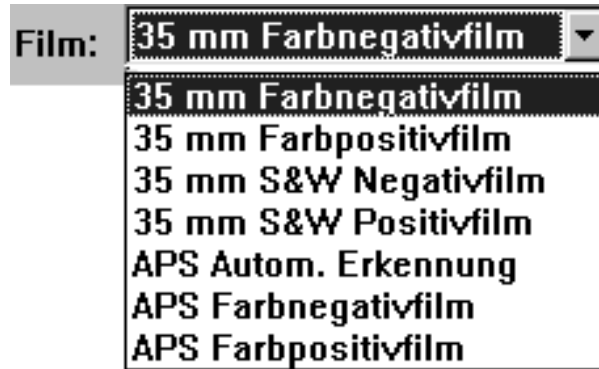 Film: 35 mm Farbnegativfilm
35 mm Farbnegativfilm
35 mm Farbpositivfilm
35 mm S&W Negativfilm
35 mm S&W Positivfilm
APS Autom. Erkennung
APS Farbnegativfilm
APS Farbpositivfilm